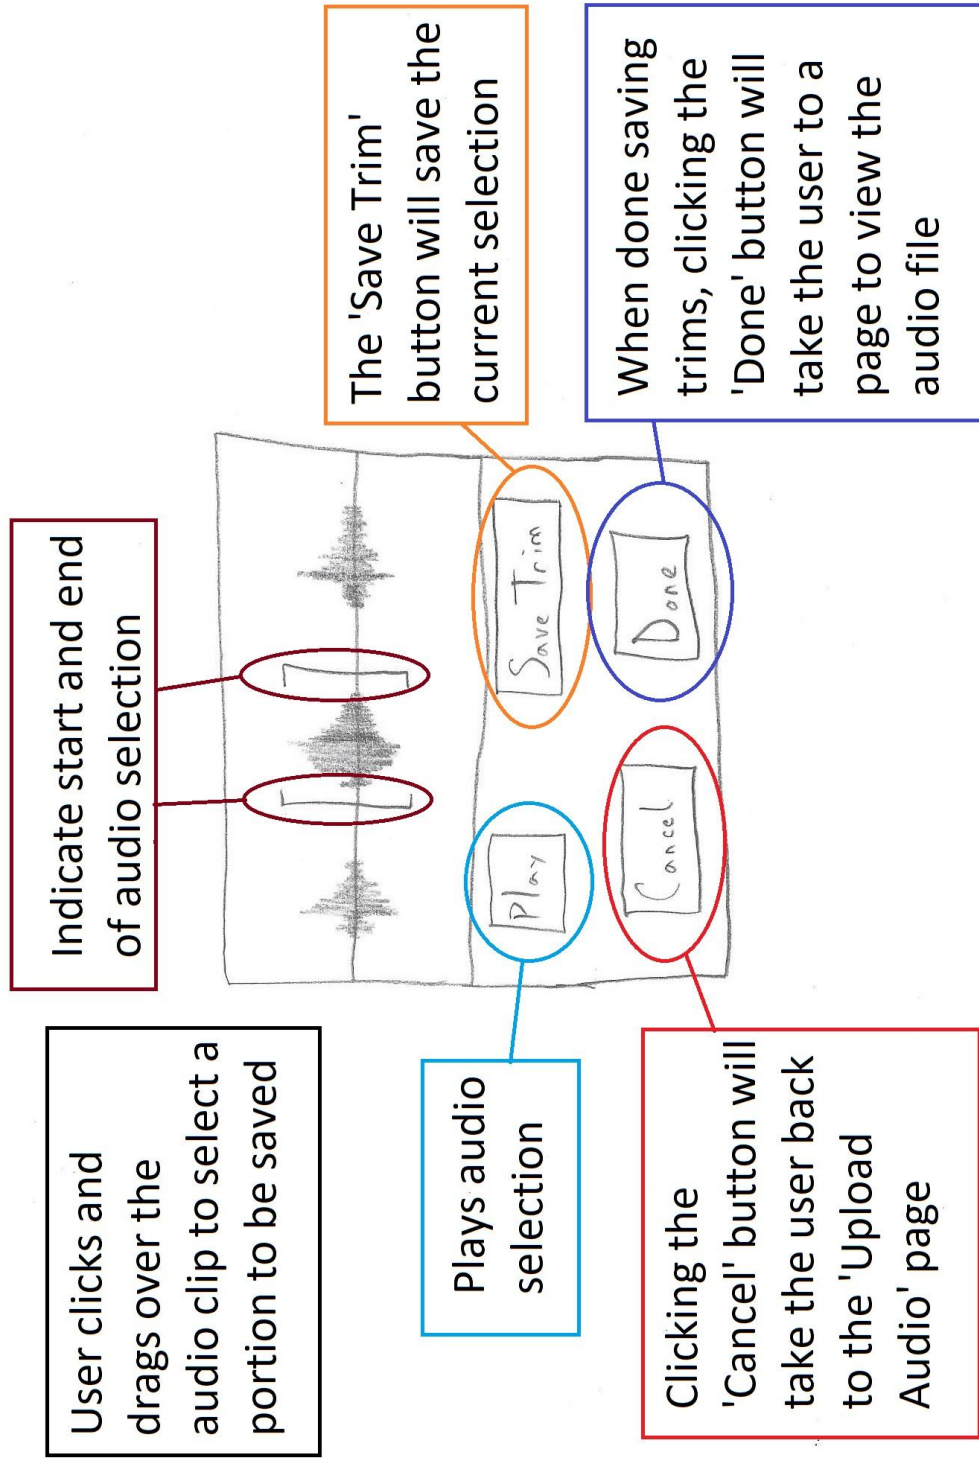 User clicks and
drags over the
audio clip to select a
portion to be saved
Indicate start and end
of audio selection
Plays audio
selection
The 'Save Trim'
button will save the
current selection
Play
Save Trim
Cancel
Done
Clicking the
'Cancel' button will
take the user back
to the 'Upload
Audio' page
When done saving
trims, clicking the
'Done' button will
take the user to a
page to view the
audio file